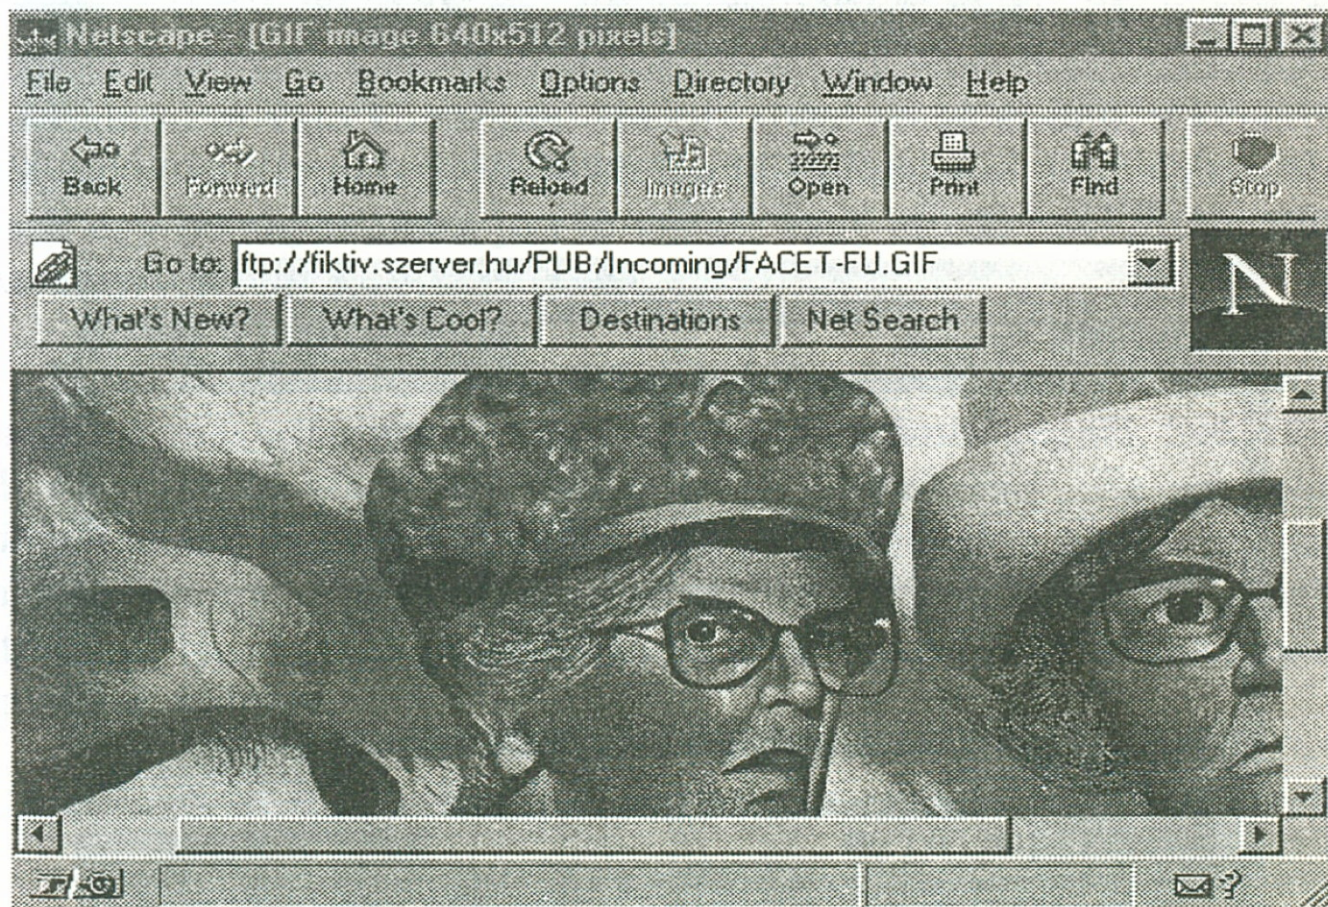 Netscape - [GIF image 640x512 pixels]
File Edit View Go Bookmarks Options Directory Window Help
Back Forward Home Reload Images Open Print Find Stop
Go to: ftp://fiktiv.szerver.hu/PUB/Incoming/FACET-FU.GIF
N
What's New? What's Cool? Destinations Net Search
?